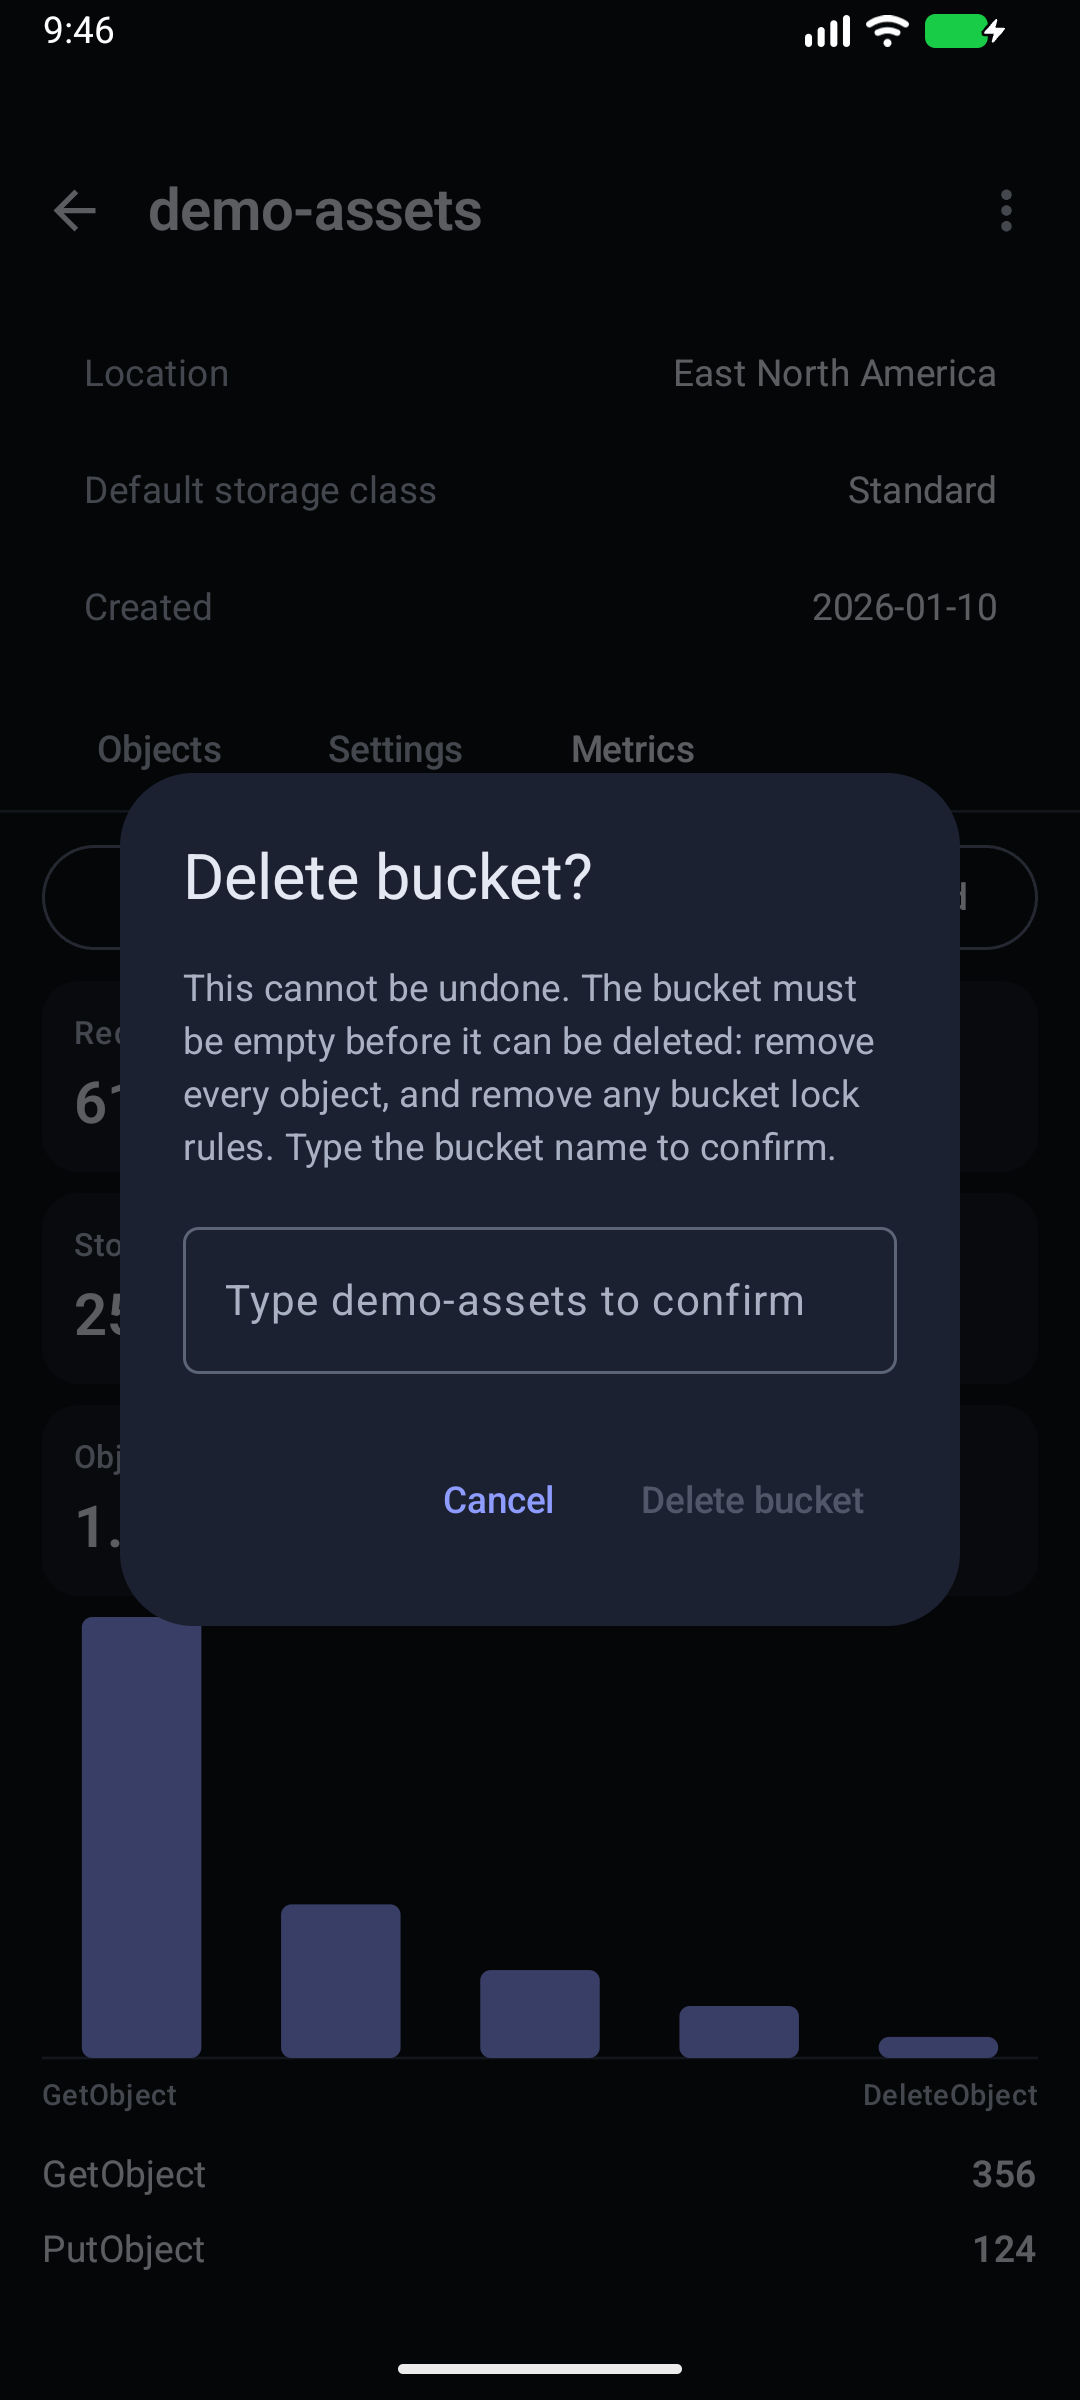 9:46
demo-assets
Location East North America
Default storage class Standard
Created 2026-01-10
Objects Settings Metrics
Delete bucket?
This cannot be undone. The bucket must
be empty before it can be deleted: remove
every object, and remove any bucket lock
rules. Type the bucket name to confirm.
Type demo-assets to confirm
Cancel Delete bucket
GetObject DeleteObject
GetObject 356
PutObject 124